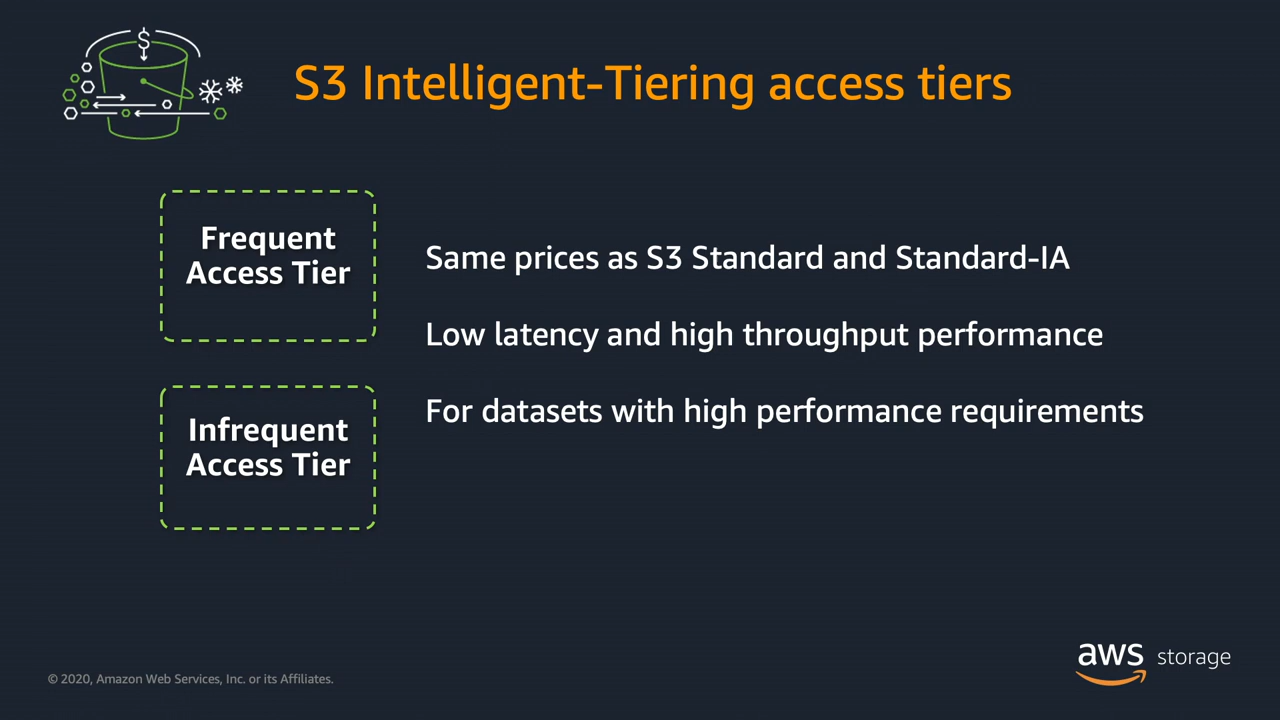 S3 Intelligent-Tiering access tiers
Frequent
Access Tier
Same prices as S3 Standard and Standard-IA
Low latency and high throughput performance
For datasets with high performance requirements
Infrequent
Access Tier
© 2020, Amazon Web Services, Inc. or its Affiliates.
aws storage